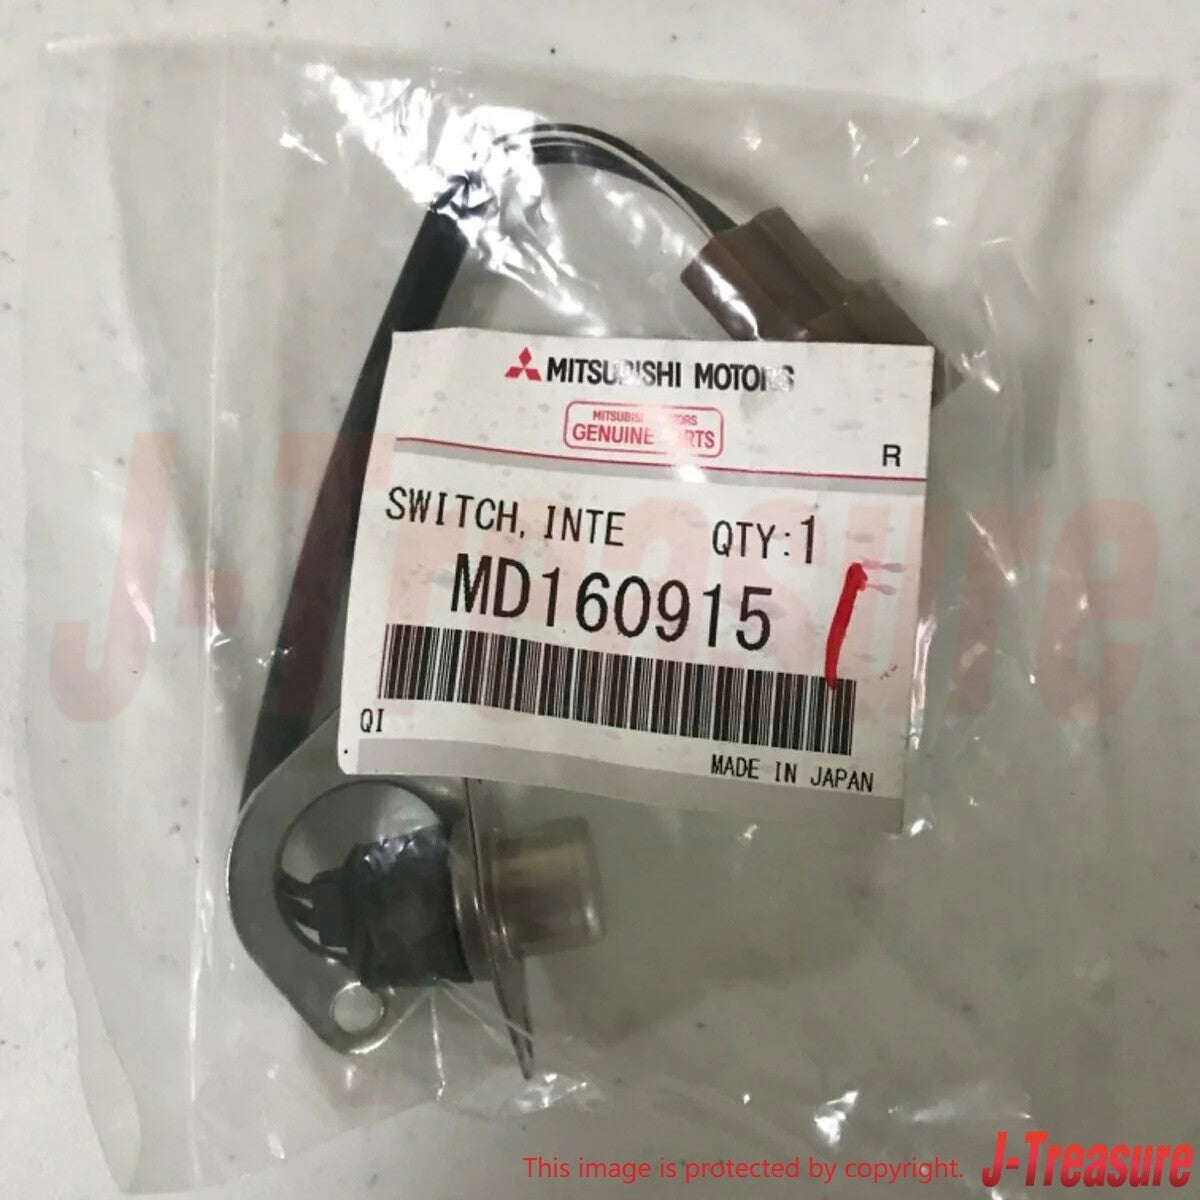 MITSUBISHI MOTORS
MITSUBISHI MOTORS
GENUINE PARTS
R
SWITCH, INTE QTY:1
MD160915
QI
MADE IN JAPAN
J-Treasure
This image is protected by copyright. J-Treasure